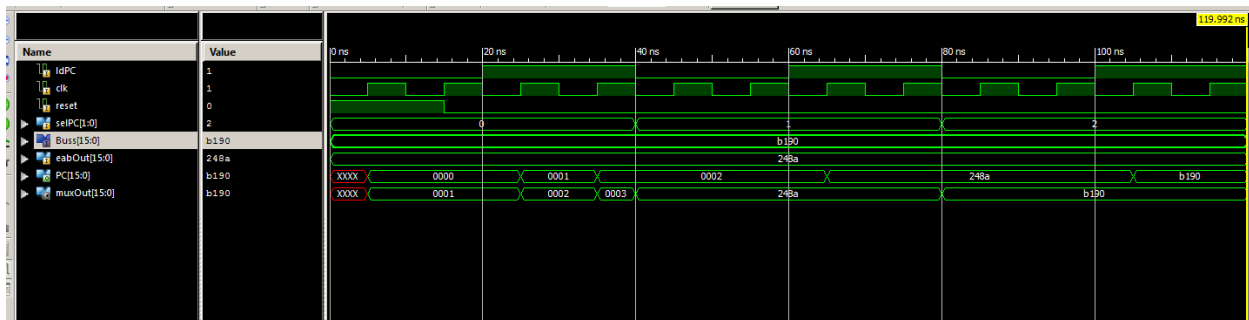 119.992 ns
Name Value 0 ns 20 ns 40 ns 60 ns 80 ns 100 ns
ldPC 1
clk 1
reset 0
selPC[1:0] 2 0 1 2
Buss[15:0] b190 b190
eabOut[15:0] 248a 248a
PC[15:0] b190 XXXX 0000 0001 0002 248a b190
muxOut[15:0] b190 XXXX 0001 0002 0003 248a b190